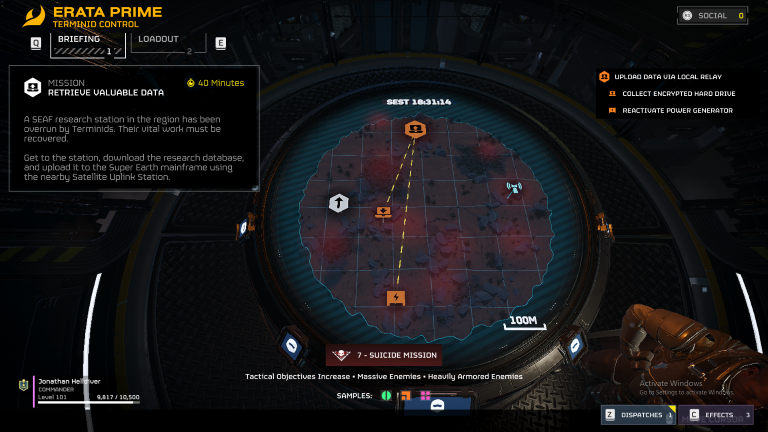 ERATA PRIME
TERMINID CONTROL
SOCIAL 0
Q BRIEFING 1 LOADOUT 2 E
MISSION
RETRIEVE VALUABLE DATA
40 Minutes
A SEAF research station in the region has been
overrun by Terminids. Their vital work must be
recovered.
Get to the station, download the research database,
and upload it to the Super Earth mainframe using
the nearby Satellite Uplink Station.
UPLOAD DATA VIA LOCAL RELAY
COLLECT ENCRYPTED HARD DRIVE
REACTIVATE POWER GENERATOR
SEST 18:31:14
100M
7 - SUICIDE MISSION
Tactical Objectives Increase • Massive Enemies • Heavily Armored Enemies
SAMPLES:
Jonathan Helldiver
COMMANDER
Level 101 9,817 / 10,500
Activate Windows
Go to Settings to activate Windows.
Z DISPATCHES 1
C EFFECTS 3